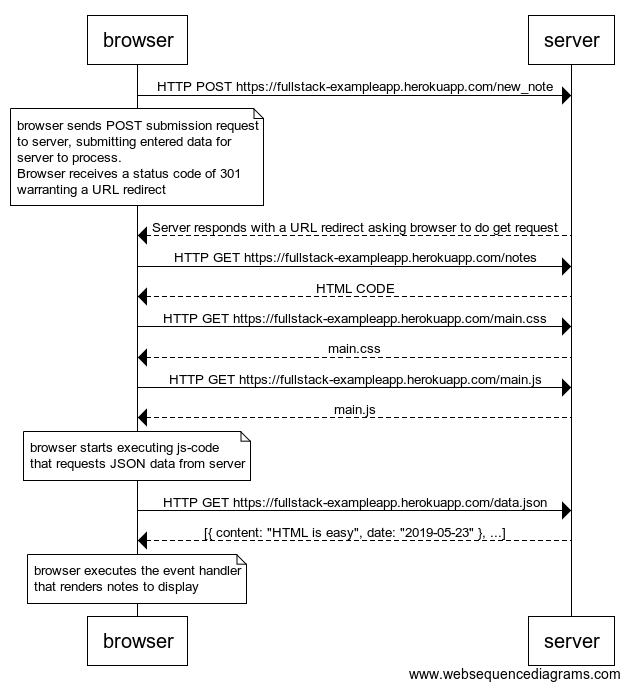 browser server
HTTP POST https://fullstack-exampleapp.herokuapp.com/new_note
browser sends POST submission request
to server, submitting entered data for
server to process.
Browser receives a status code of 301
warranting a URL redirect
Server responds with a URL redirect asking browser to do get request
HTTP GET https://fullstack-exampleapp.herokuapp.com/notes
HTML CODE
HTTP GET https://fullstack-exampleapp.herokuapp.com/main.css
main.css
HTTP GET https://fullstack-exampleapp.herokuapp.com/main.js
main.js
browser starts executing js-code
that requests JSON data from server
HTTP GET https://fullstack-exampleapp.herokuapp.com/data.json
[{ content: "HTML is easy", date: "2019-05-23" }, ...]
browser executes the event handler
that renders notes to display
browser server
www.websequencediagrams.com